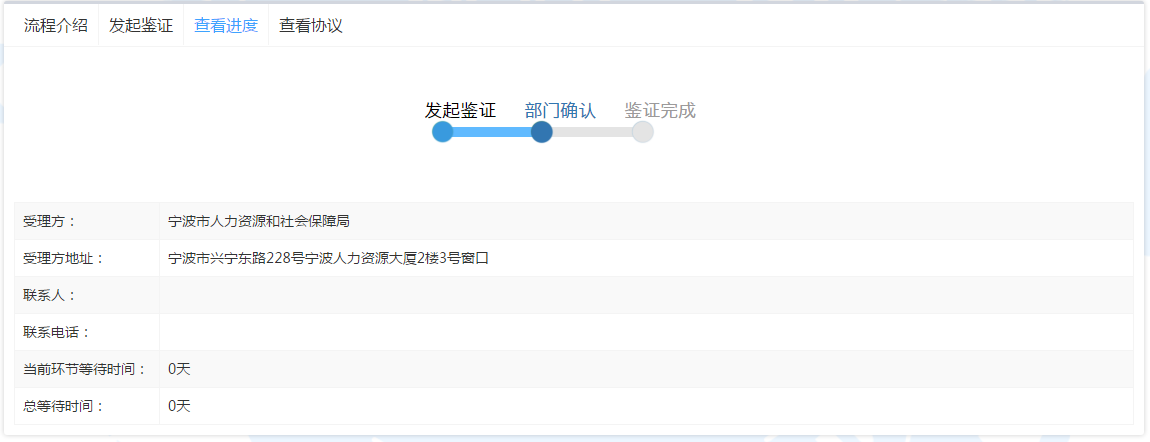 流程介绍 发起鉴证 查看进度 查看协议
发起鉴证 部门确认 鉴证完成
受理方： 宁波市人力资源和社会保障局
受理方地址： 宁波市兴宁东路228号宁波人力资源大厦2楼3号窗口
联系人：
联系电话：
当前环节等待时间： 0天
总等待时间： 0天